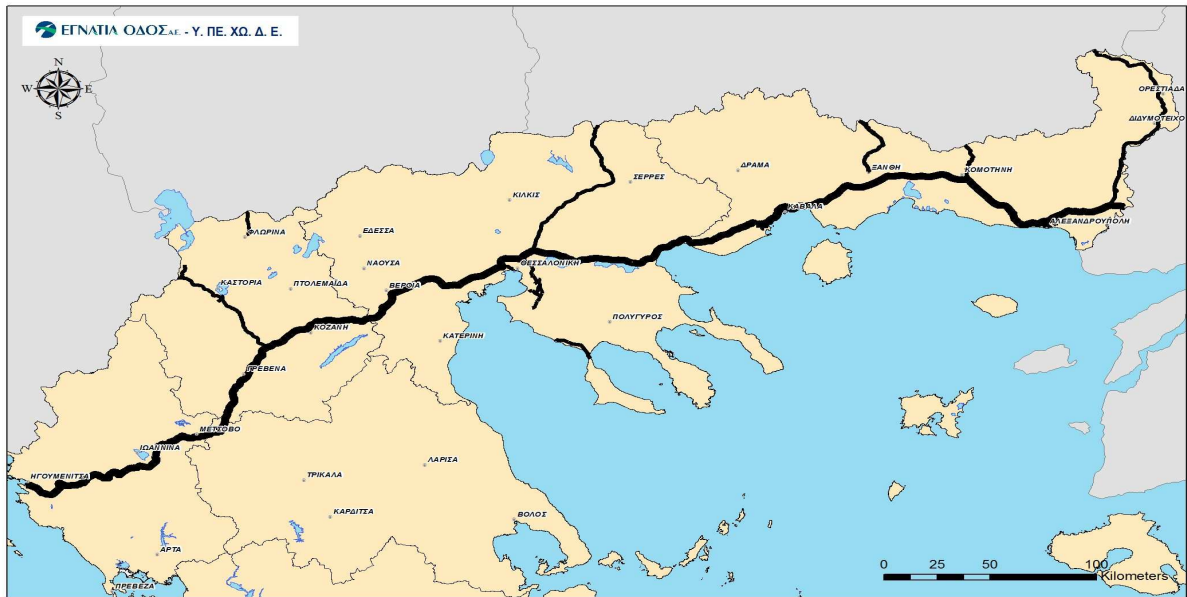 ΕΓΝΑΤΙΑ ΟΔΟΣ Α.Ε. - Υ. ΠΕ. ΧΩ. Δ. Ε.
N
W E
S
ΟΡΕΣΤΙΑΔΑ
ΔΙΔΥΜΟΤΕΙΧΟ
ΔΡΑΜΑ
ΞΑΝΘΗ
ΚΟΜΟΤΗΝΗ
ΣΕΡΡΕΣ
ΚΙΛΚΙΣ
ΚΑΒΑΛΑ
ΑΛΕΞΑΝΔΡΟΥΠΟΛΗ
ΦΛΩΡΙΝΑ
ΕΔΕΣΣΑ
ΘΕΣΣΑΛΟΝΙΚΗ
ΝΑΟΥΣΑ
ΚΑΣΤΟΡΙΑ
ΠΤΟΛΕΜΑΙΔΑ
ΒΕΡΟΙΑ
ΠΟΛΥΓΥΡΟΣ
ΚΟΖΑΝΗ
ΚΑΤΕΡΙΝΗ
ΓΡΕΒΕΝΑ
ΜΕΤΣΟΒΟ
ΙΩΑΝΝΙΝΑ
ΛΑΡΙΣΑ
ΗΓΟΥΜΕΝΙΤΣΑ
ΤΡΙΚΑΛΑ
ΚΑΡΔΙΤΣΑ
ΒΟΛΟΣ
ΑΡΤΑ
ΠΡΕΒΕΖΑ
0 25 50 100
Kilometers